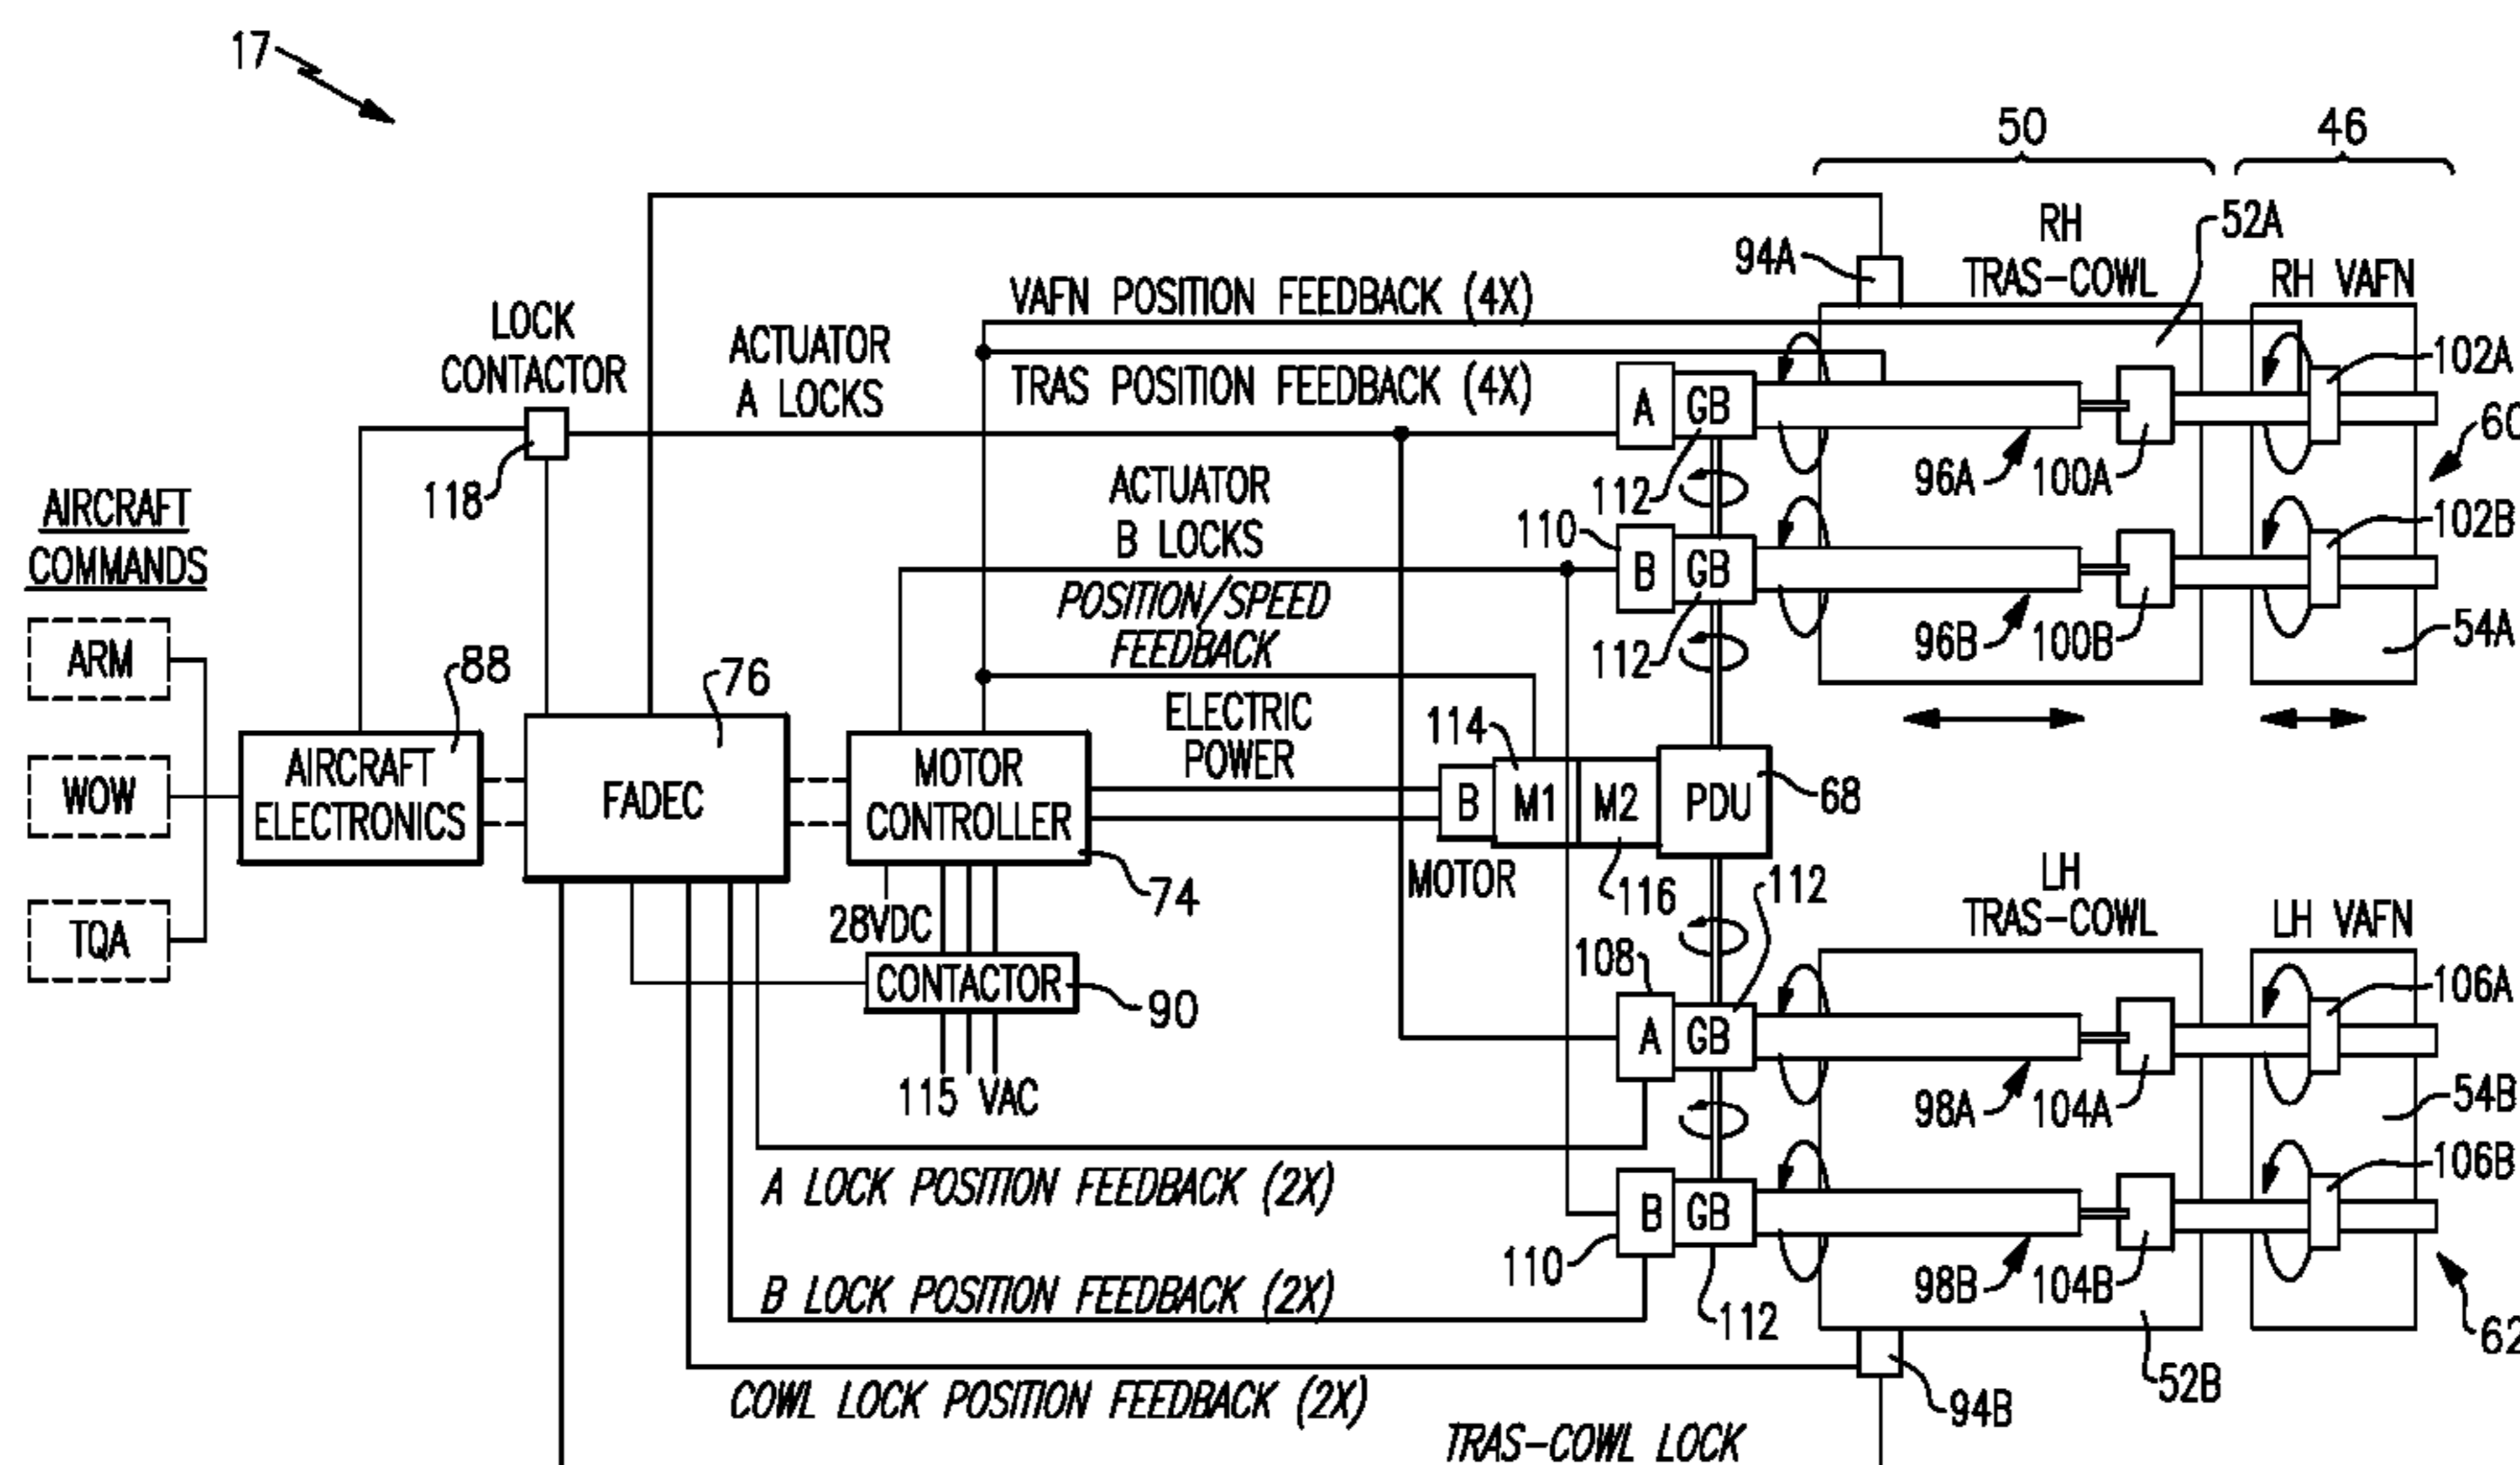 17
50
46
RH
TRAS-COWL
52A
RH VAFN
94A
VAFN POSITION FEEDBACK (4X)
TRAS POSITION FEEDBACK (4X)
LOCK
CONTACTOR
118
ACTUATOR
A LOCKS
A
GB
112
96A
100A
102A
60
ACTUATOR
B LOCKS
110
B
GB
112
96B
100B
102B
54A
POSITION/SPEED
FEEDBACK
AIRCRAFT
COMMANDS
ARM
WOW
TQA
88
AIRCRAFT
ELECTRONICS
76
FADEC
MOTOR
CONTROLLER
74
ELECTRIC
POWER
114
B
M1
M2
PDU
68
MOTOR
116
28VDC
CONTACTOR
90
115 VAC
LH
TRAS-COWL
LH VAFN
112
108
A
GB
98A
104A
106A
54B
110
B
GB
112
98B
104B
106B
62
52B
94B
A LOCK POSITION FEEDBACK (2X)
B LOCK POSITION FEEDBACK (2X)
COWL LOCK POSITION FEEDBACK (2X)
TRAS-COWL LOCK